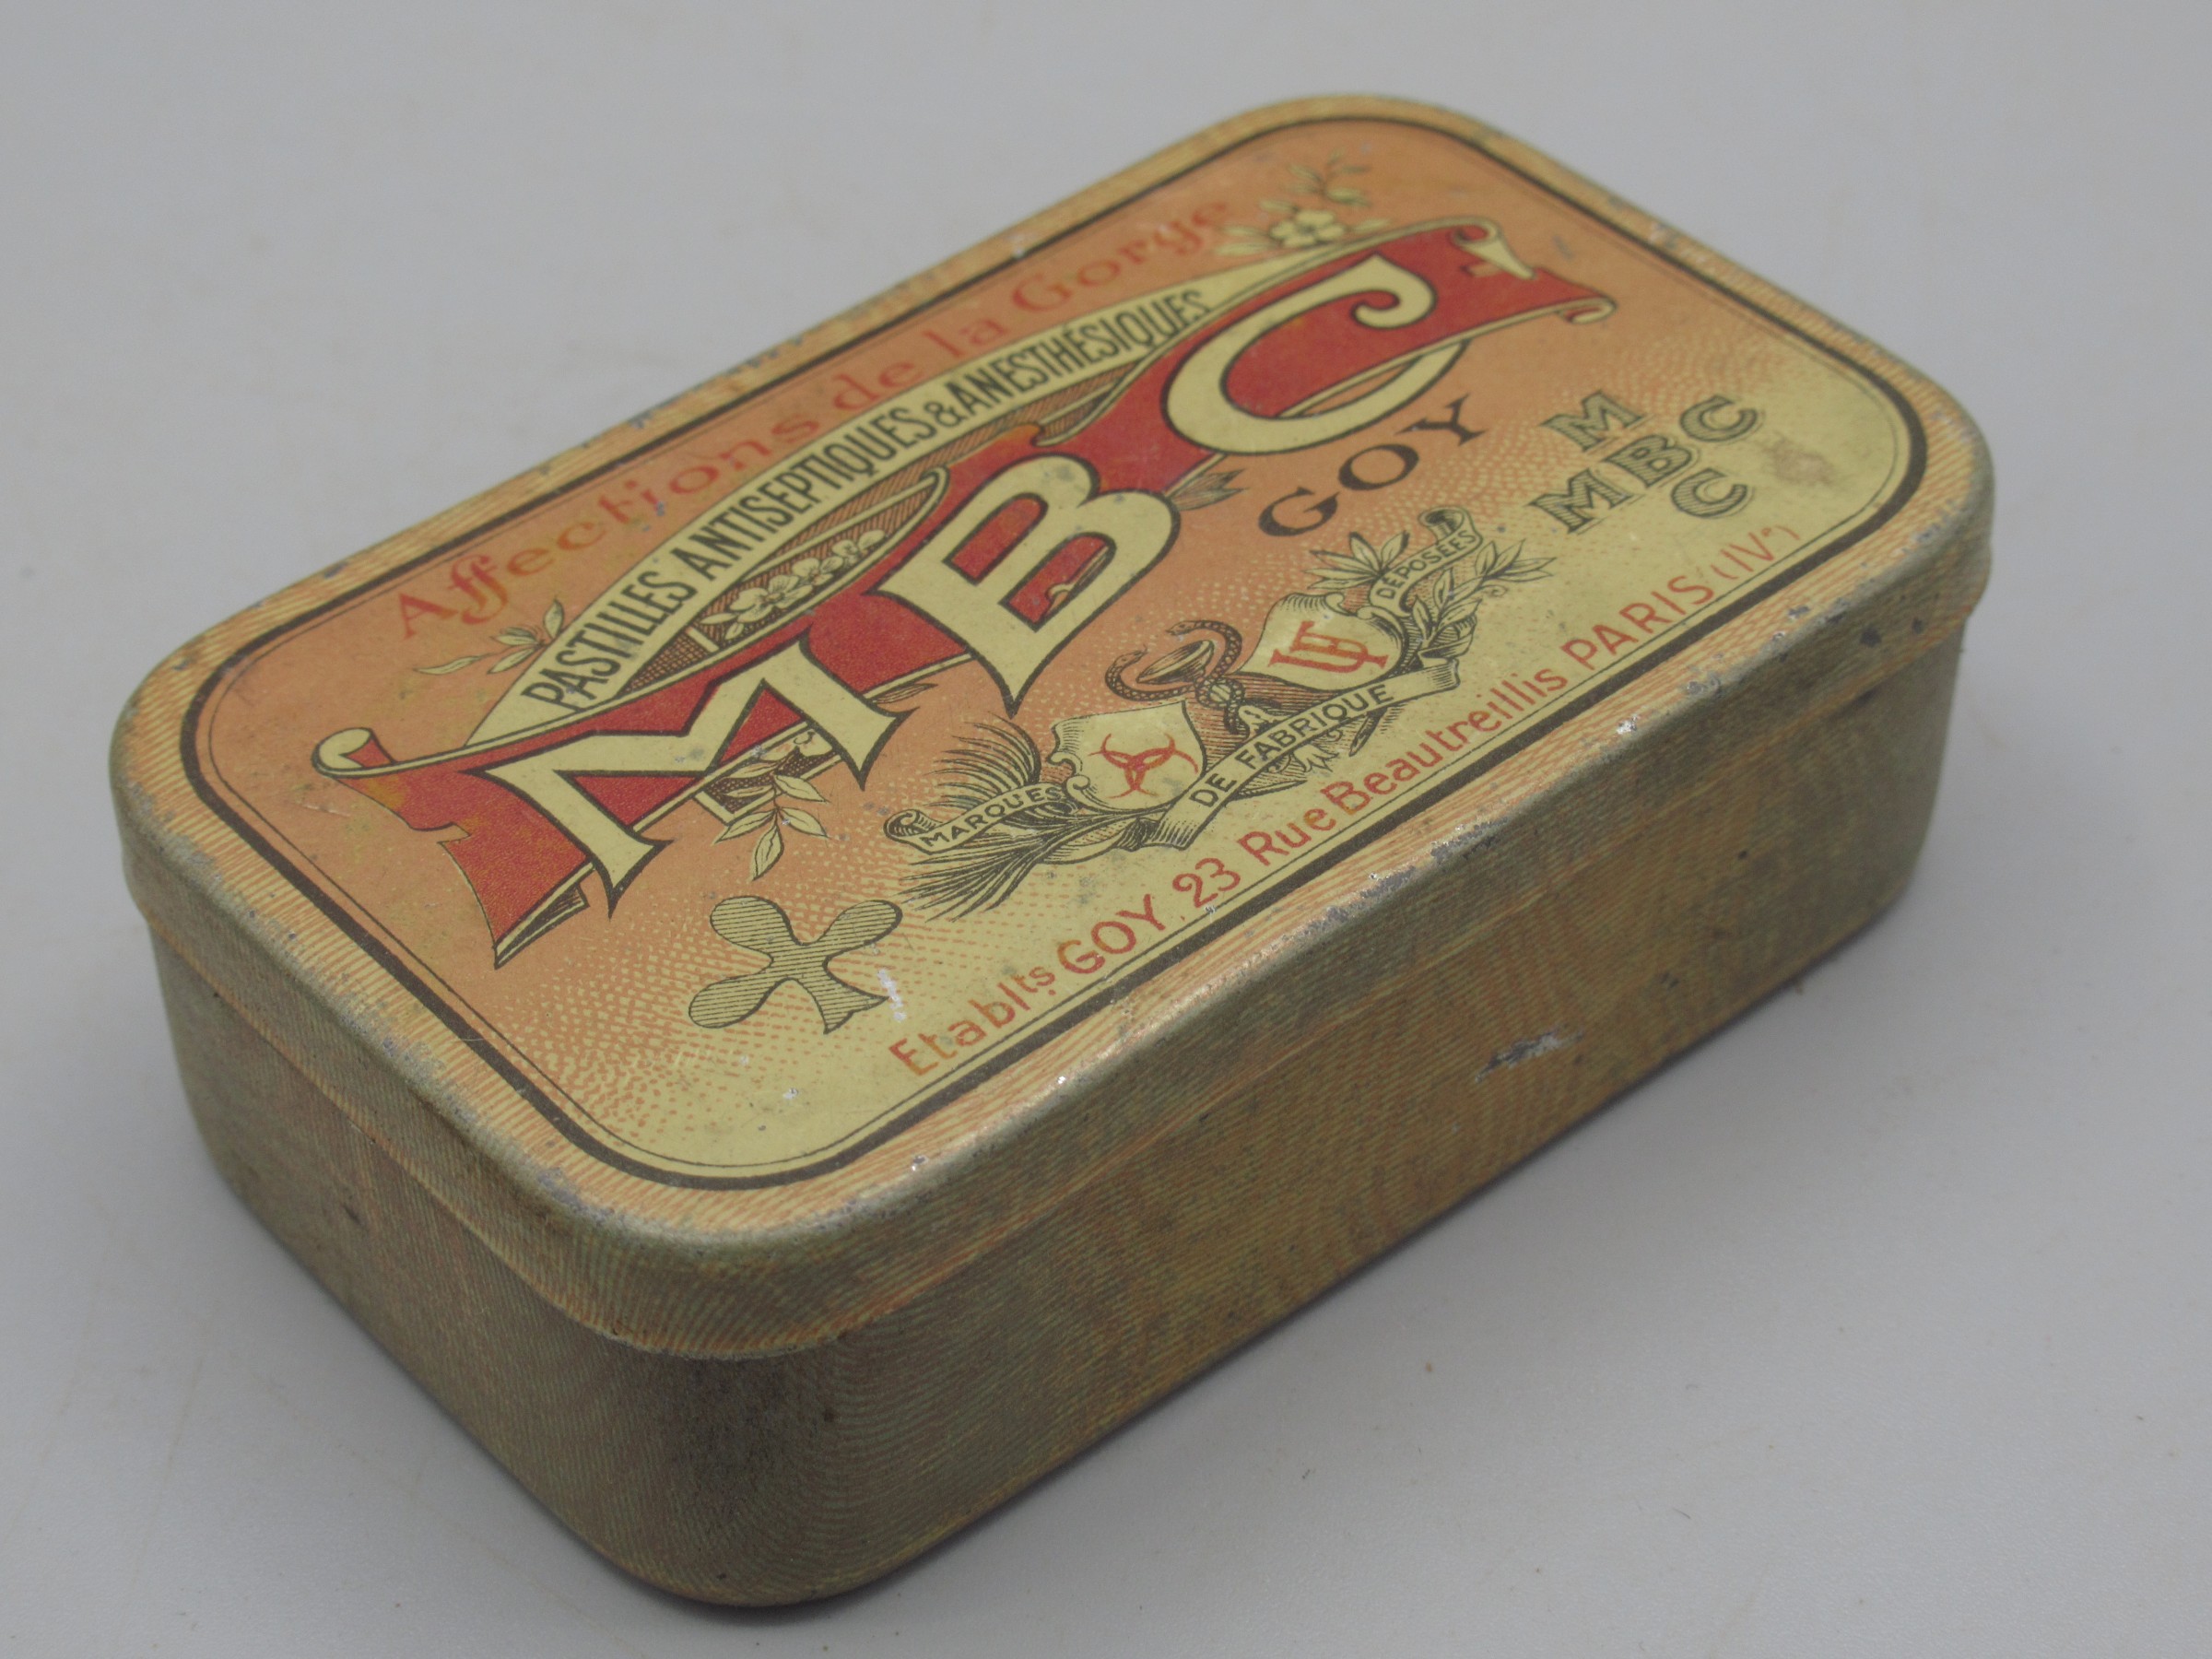 Affections de la Gorge
PASTILLES ANTISEPTIQUES & ANESTHÉSIQUES
MBC
GOY
M
MBC
C
MARQUES DE FABRIQUE DÉPOSÉES
Etablts GOY, 23 Rue Beautreillis PARIS (IVe)